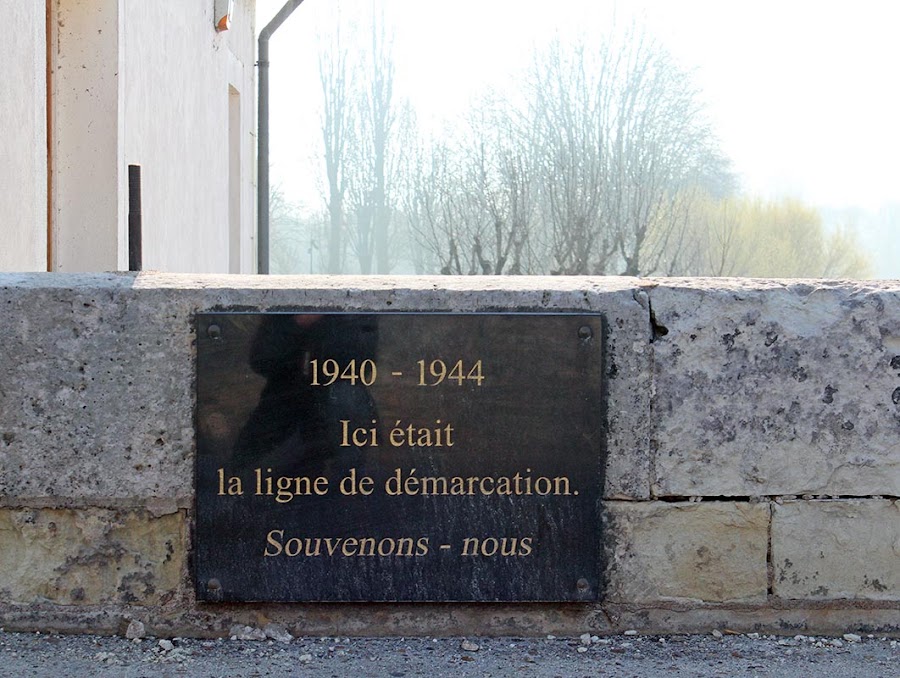 1940 - 1944
Ici était
la ligne de démarcation.
Souvenons - nous